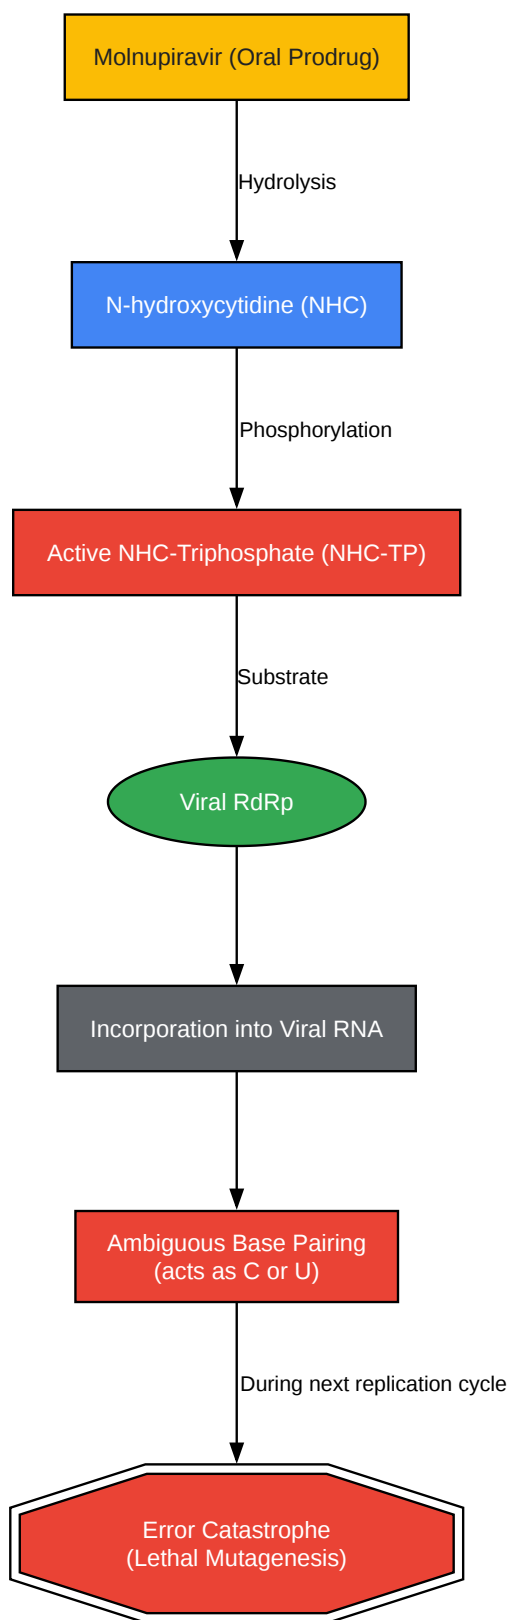 Molnupiravir (Oral Prodrug)
Hydrolysis
N-hydroxycytidine (NHC)
Phosphorylation
Active NHC-Triphosphate (NHC-TP)
Substrate
Viral RdRp
Incorporation into Viral RNA
Ambiguous Base Pairing
(acts as C or U)
During next replication cycle
Error Catastrophe
(Lethal Mutagenesis)